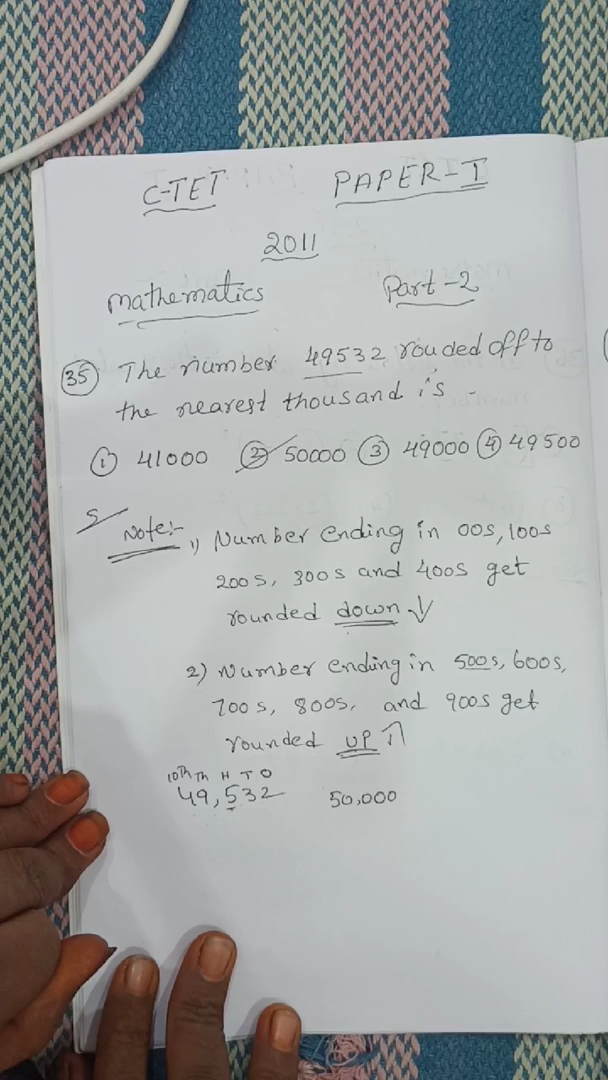 C-TET PAPER-I
2011
Mathematics Part-2
35 The number 49532 rouded off to
the nearest thousand is -
1 41000 2 50000 3 49000 4 49500
S
Note:- 1) Number ending in 00s, 100s
200s, 300s and 400s get
rounded down ↓
2) Number ending in 500s, 600s,
700s, 800s, and 900s get
rounded UP ↑
10Th Th H T O
49,532 50,000